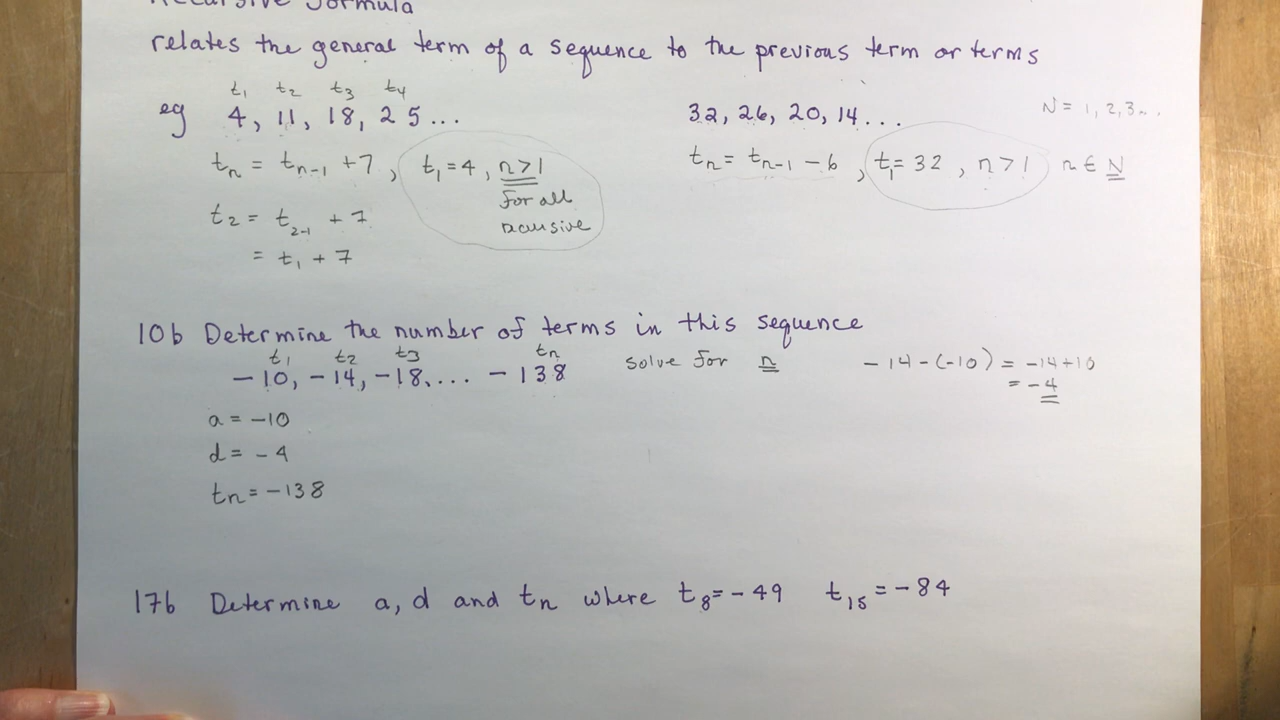 Recursive Formula
relates the general term of a sequence to the previous term or terms
t₁ t₂ t₃ t₄
eg 4, 11, 18, 25...
32, 26, 20, 14...
N = 1, 2, 3...
tₙ = tₙ₋₁ + 7, t₁ = 4, n > 1
for all
recursive
tₙ = tₙ₋₁ - 6, t₁ = 32, n > 1 n ∈ N
t₂ = t₂₋₁ + 7
= t₁ + 7
10b Determine the number of terms in this sequence
t₁ t₂ t₃ tₙ
-10, -14, -18, ... -138 solve for n
-14-(-10) = -14+10
= -4
a = -10
d = -4
tₙ = -138
17b Determine a, d and tₙ where t₈ = -49 t₁₅ = -84